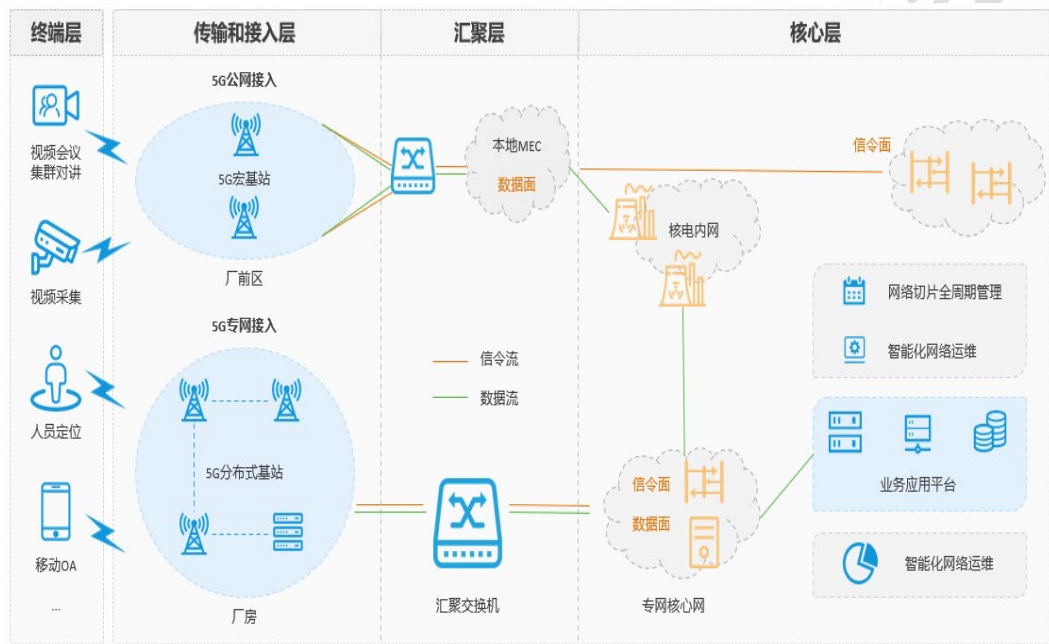 终端层
传输和接入层
汇聚层
核心层
视频会议
集群对讲
视频采集
人员定位
移动OA
...
5G公网接入
5G宏基站
厂前区
5G专网接入
5G分布式基站
厂房
本地MEC
数据面
信令流
数据流
汇聚交换机
信令面
核电内网
信令面
数据面
专网核心网
网络切片全周期管理
智能化网络运维
业务应用平台
智能化网络运维